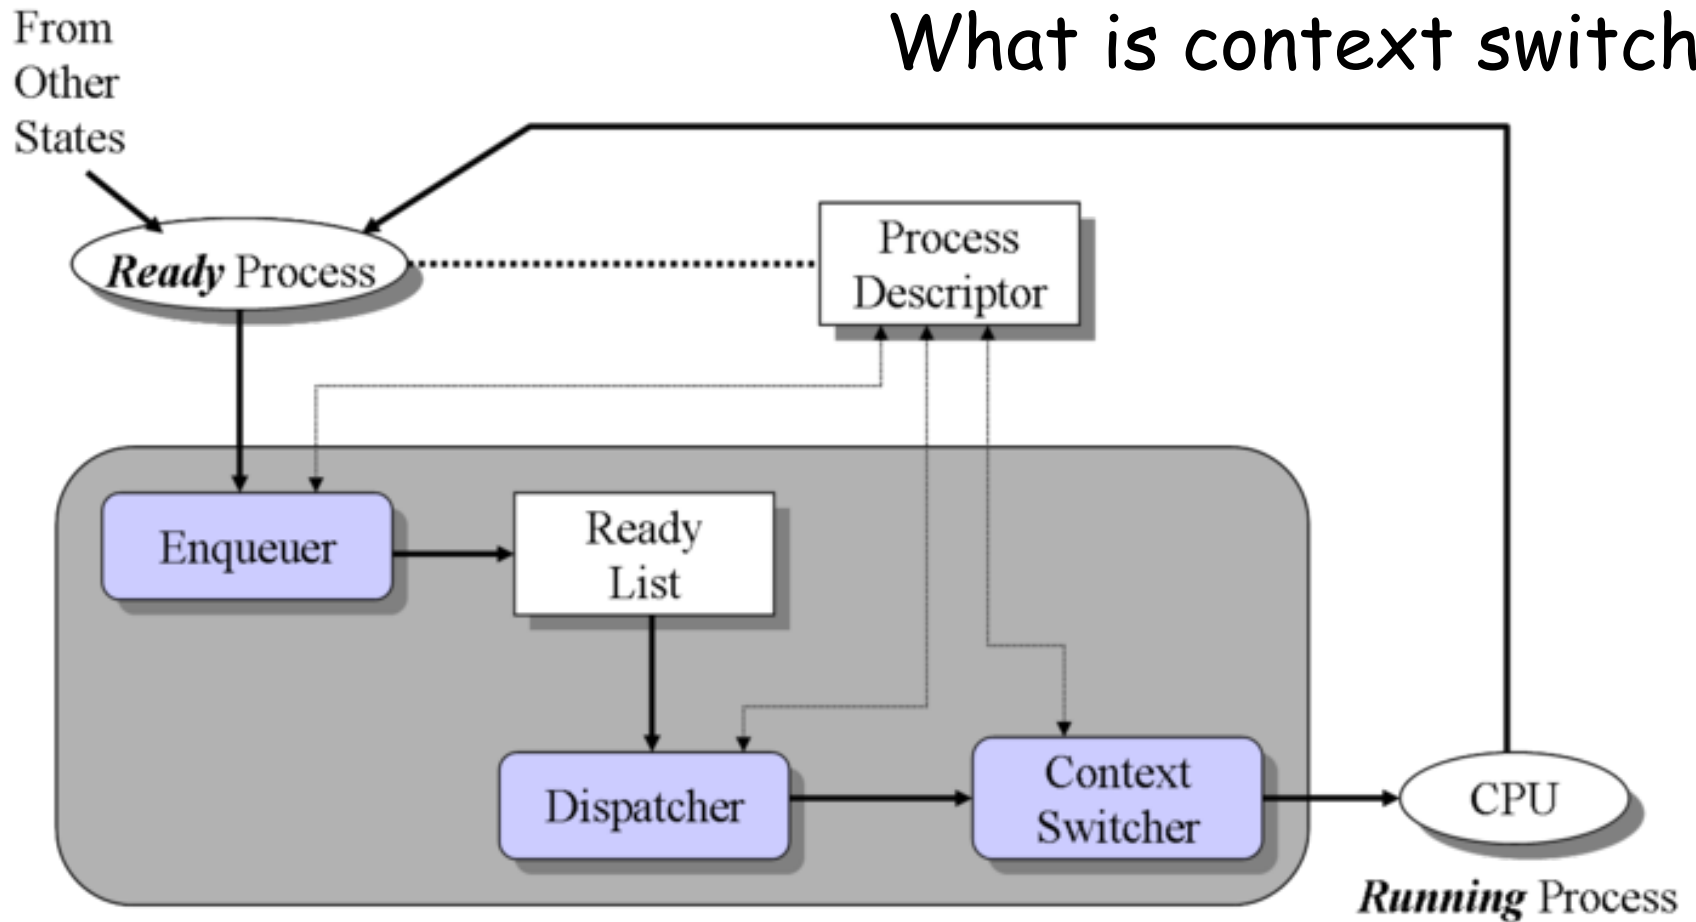 What is context switch
From
Other
States
Ready Process
Process
Descriptor
Enqueuer
Ready
List
Dispatcher
Context
Switcher
CPU
Running Process